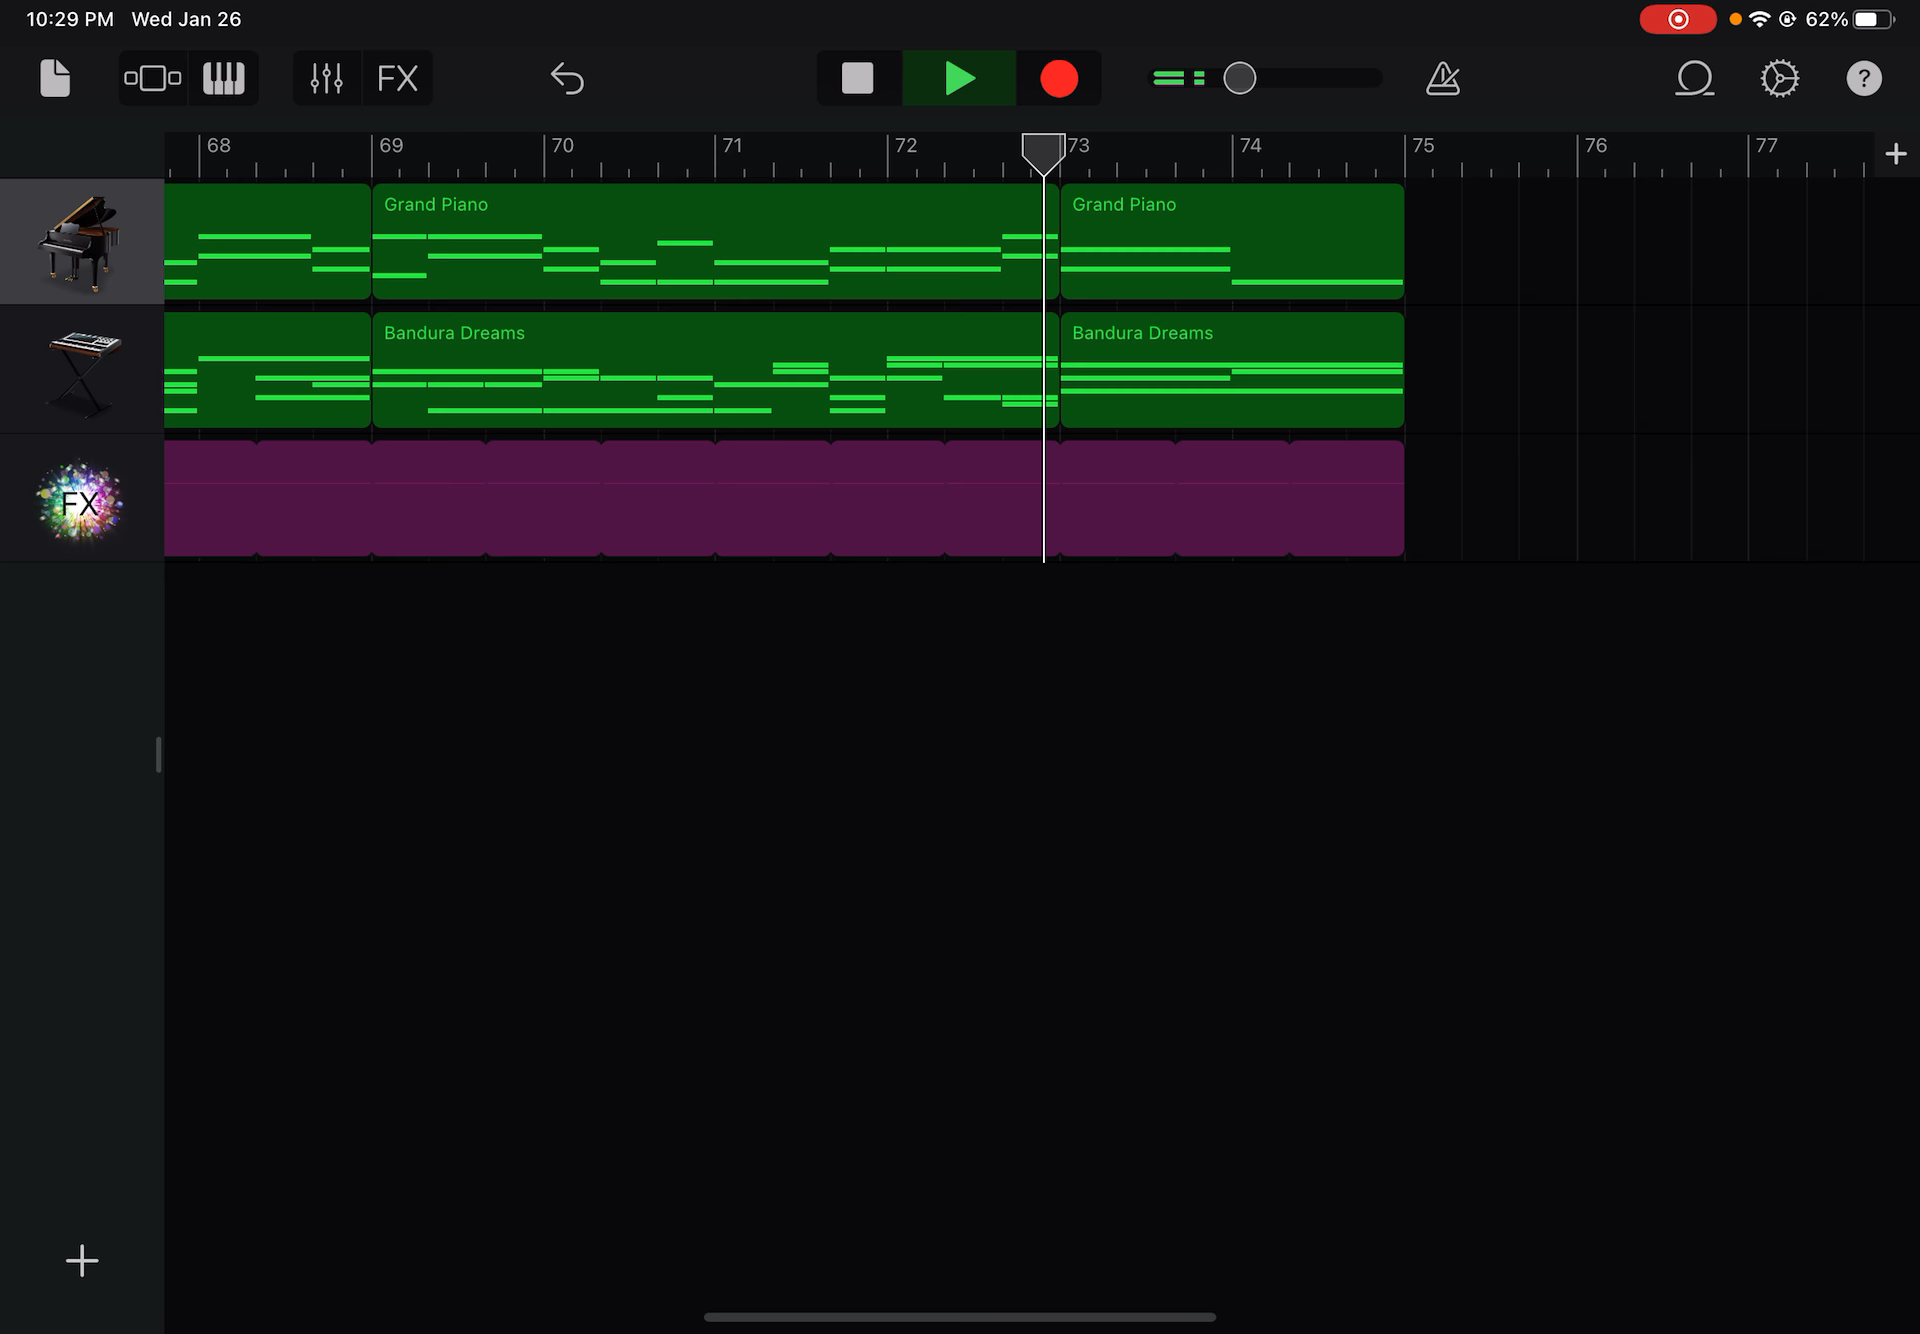 10:29 PM Wed Jan 26
62%
FX
?
68 69 70 71 72 73 74 75 76 77
Grand Piano Grand Piano
Bandura Dreams Bandura Dreams
FX